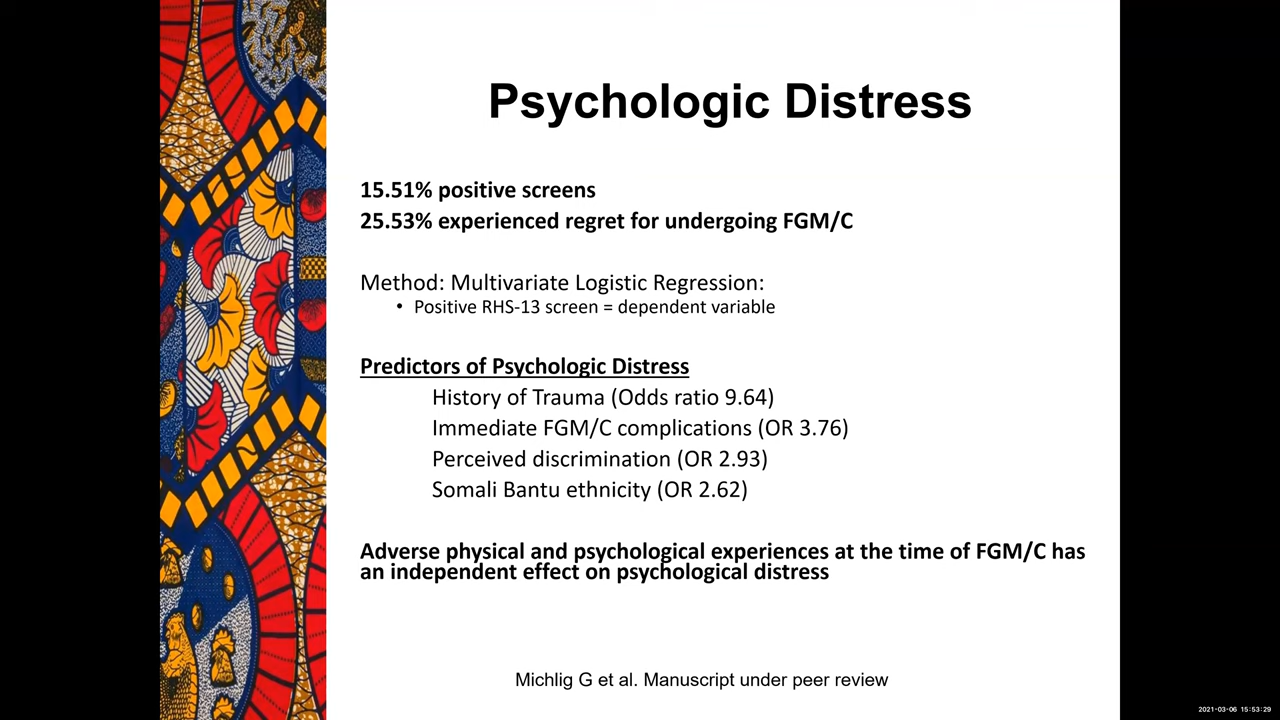 Psychologic Distress
15.51% positive screens
25.53% experienced regret for undergoing FGM/C
Method: Multivariate Logistic Regression:
• Positive RHS-13 screen = dependent variable
Predictors of Psychologic Distress
History of Trauma (Odds ratio 9.64)
Immediate FGM/C complications (OR 3.76)
Perceived discrimination (OR 2.93)
Somali Bantu ethnicity (OR 2.62)
Adverse physical and psychological experiences at the time of FGM/C has
an independent effect on psychological distress
Michlig G et al. Manuscript under peer review
2021-03-06 15:53:29